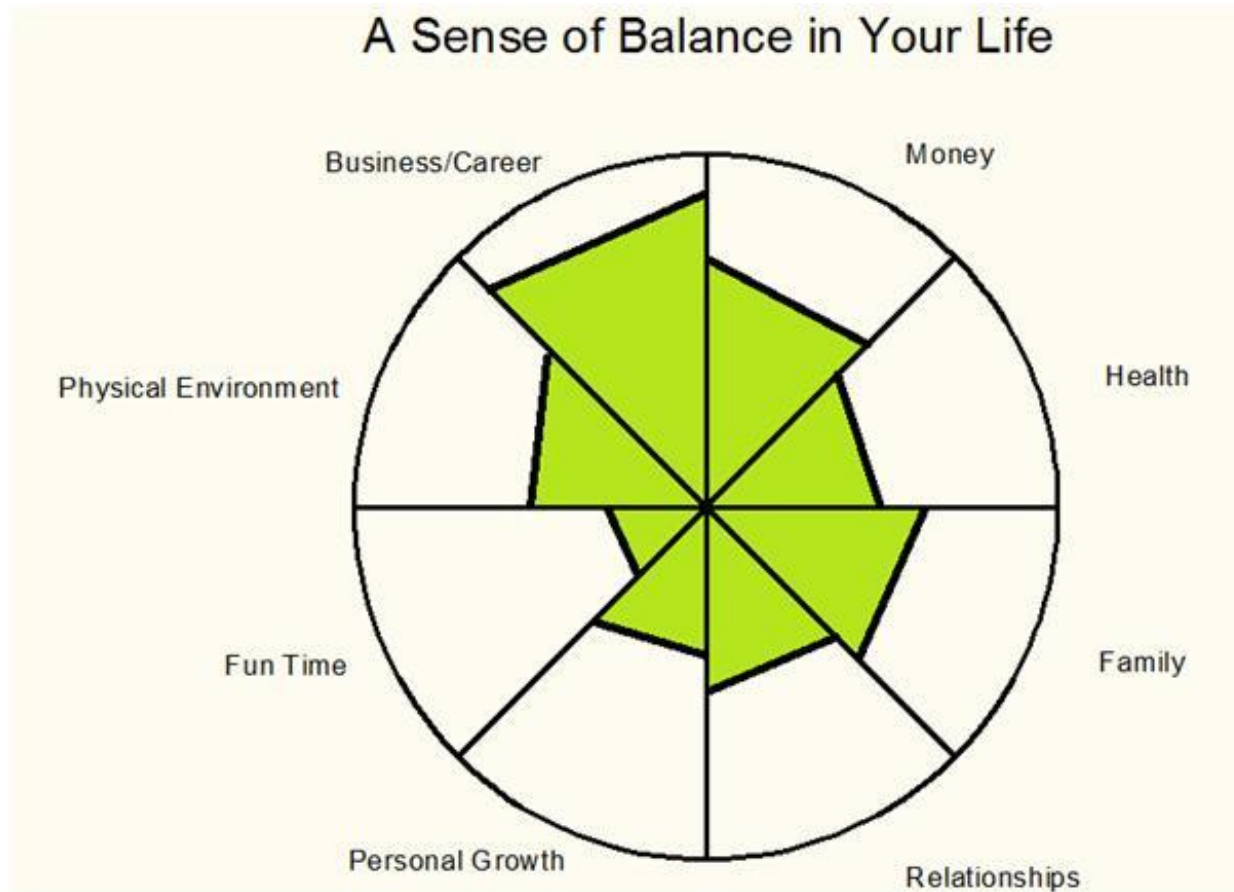 A Sense of Balance in Your Life
Business/Career
Money
Physical Environment
Health
Fun Time
Family
Personal Growth
Relationships